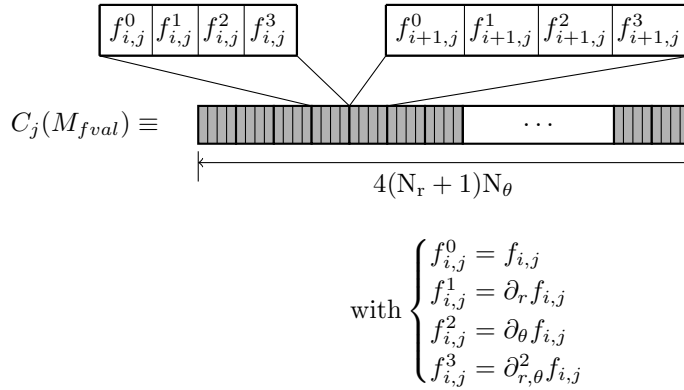 f^0_{i,j} f^1_{i,j} f^2_{i,j} f^3_{i,j} f^0_{i+1,j} f^1_{i+1,j} f^2_{i+1,j} f^3_{i+1,j}
C_j(M_{fval}) ≡ ⋯
4(N_r + 1)N_θ
f^0_{i,j} = f_{i,j}
f^1_{i,j} = ∂_r f_{i,j}
with {
f^2_{i,j} = ∂_θ f_{i,j}
f^3_{i,j} = ∂^2_{r,θ} f_{i,j}